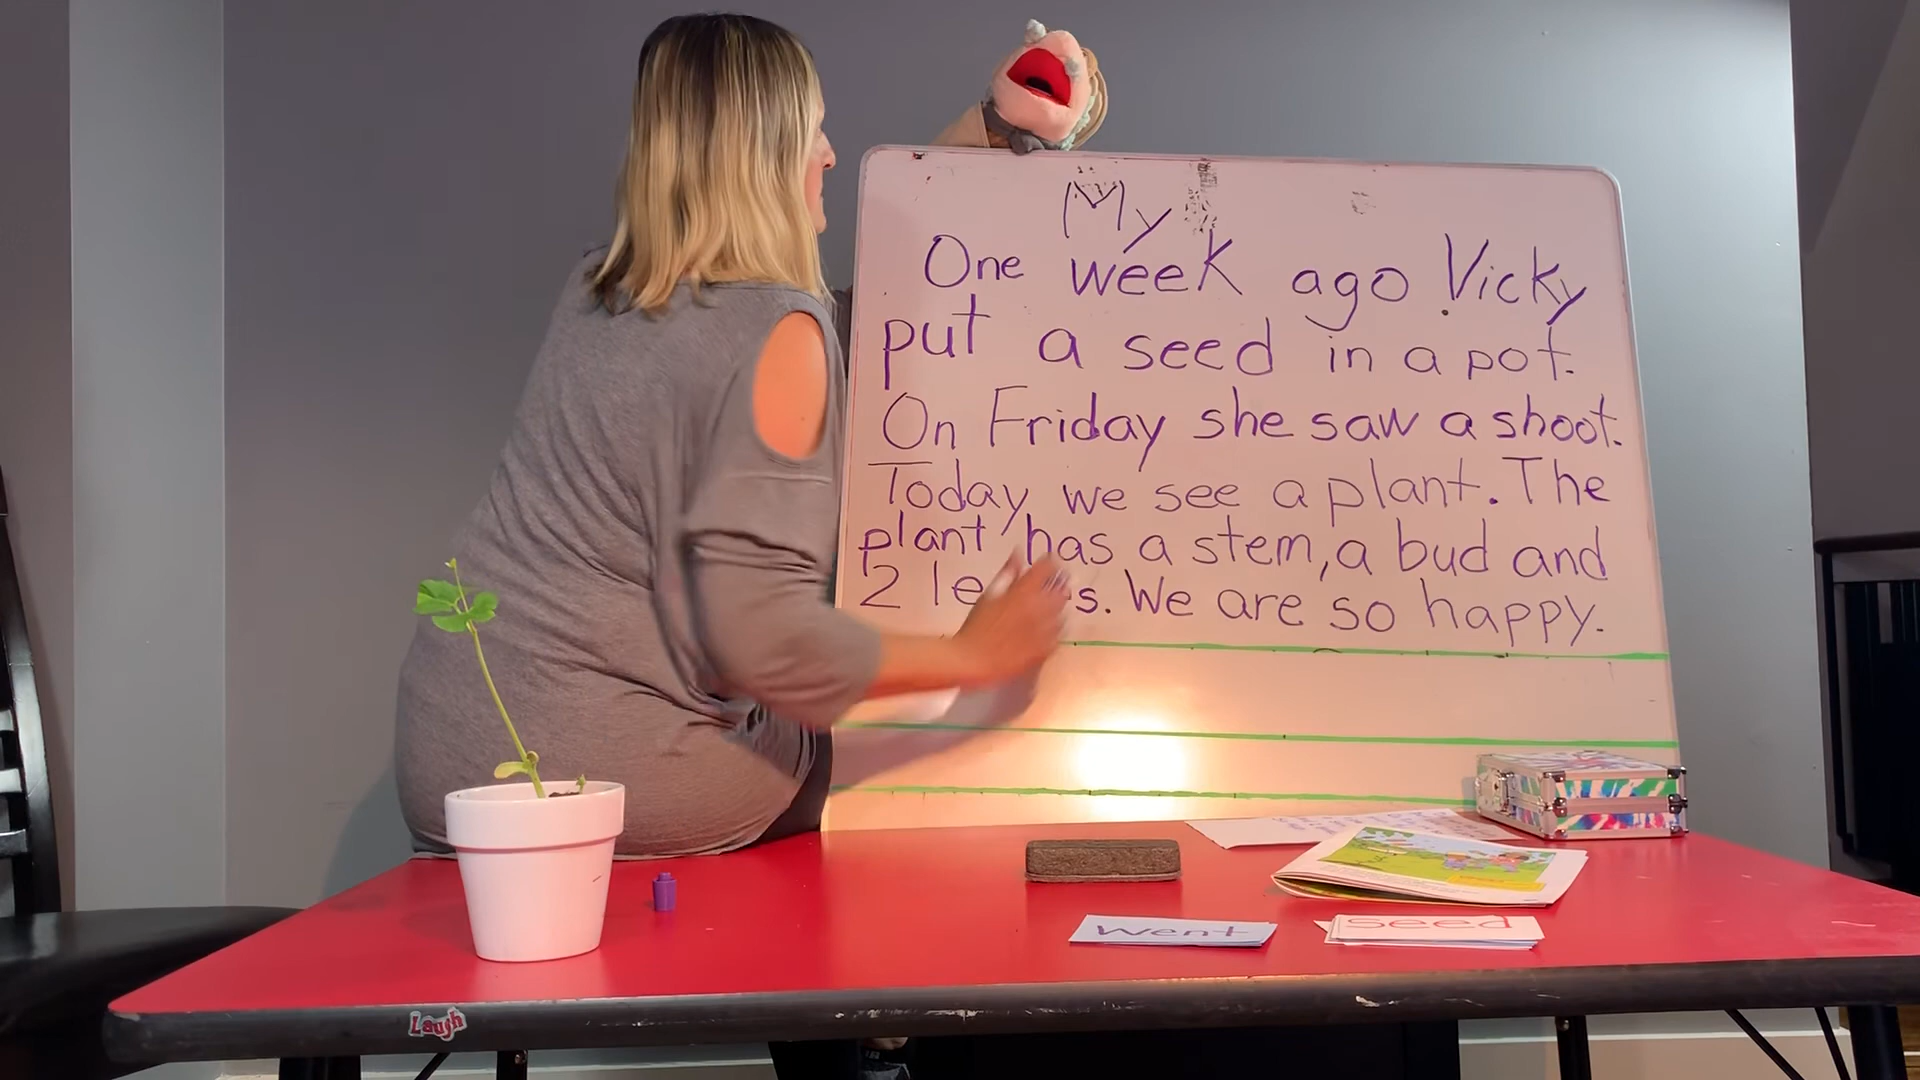 My
One week ago Vicky
put a seed in a pot.
On Friday she saw a shoot.
Today we see a plant. The
plant has a stem, a bud and
2 s. We are so happy.
went
seed
Laugh